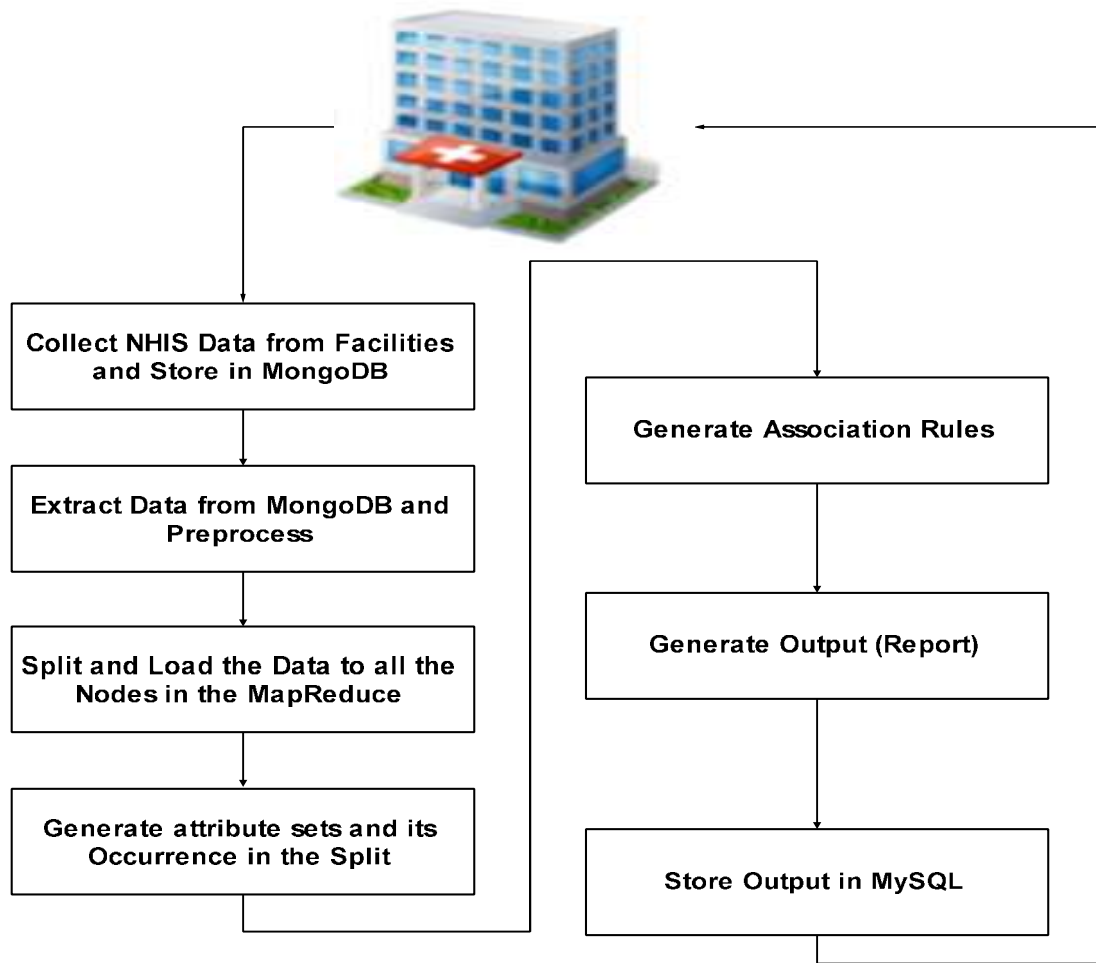 Collect NHIS Data from Facilities
and Store in MongoDB
Extract Data from MongoDB and
Preprocess
Split and Load the Data to all the
Nodes in the MapReduce
Generate attribute sets and its
Occurrence in the Split
Generate Association Rules
Generate Output (Report)
Store Output in MySQL